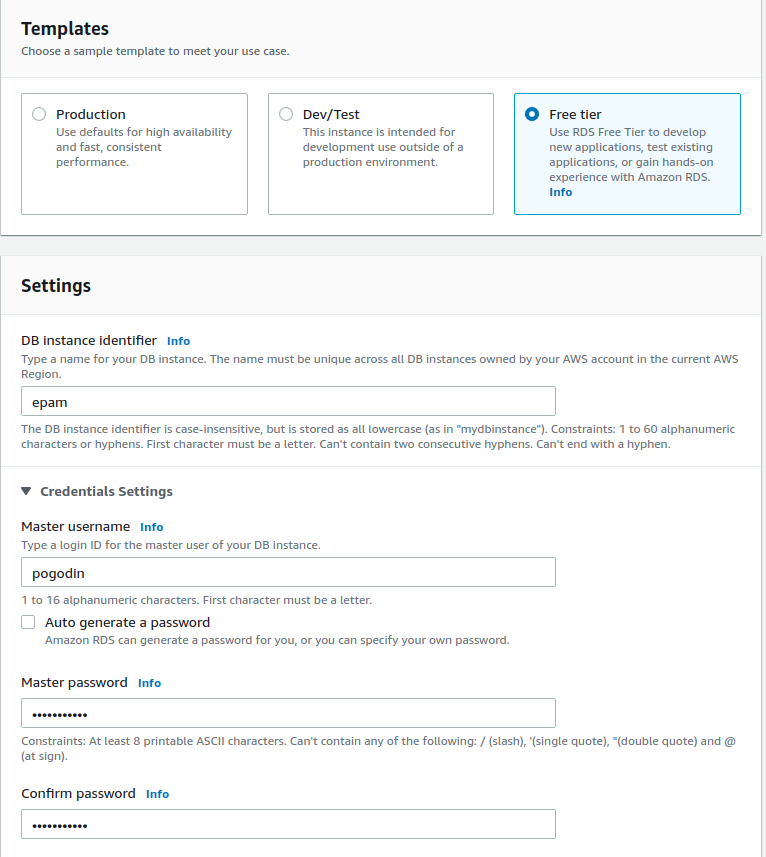 Templates
Choose a sample template to meet your use case.
Production
Use defaults for high availability
and fast, consistent
performance.
Dev/Test
This instance is intended for
development use outside of a
production environment.
Free tier
Use RDS Free Tier to develop
new applications, test existing
applications, or gain hands-on
experience with Amazon RDS.
Info
Settings
DB instance identifier Info
Type a name for your DB instance. The name must be unique across all DB instances owned by your AWS account in the current AWS
Region.
epam
The DB instance identifier is case-insensitive, but is stored as all lowercase (as in "mydbinstance"). Constraints: 1 to 60 alphanumeric
characters or hyphens. First character must be a letter. Can't contain two consecutive hyphens. Can't end with a hyphen.
Credentials Settings
Master username Info
Type a login ID for the master user of your DB instance.
pogodin
1 to 16 alphanumeric characters. First character must be a letter.
Auto generate a password
Amazon RDS can generate a password for you, or you can specify your own password.
Master password Info
•••••••••••
Constraints: At least 8 printable ASCII characters. Can't contain any of the following: / (slash), '(single quote), "(double quote) and @
(at sign).
Confirm password Info
•••••••••••